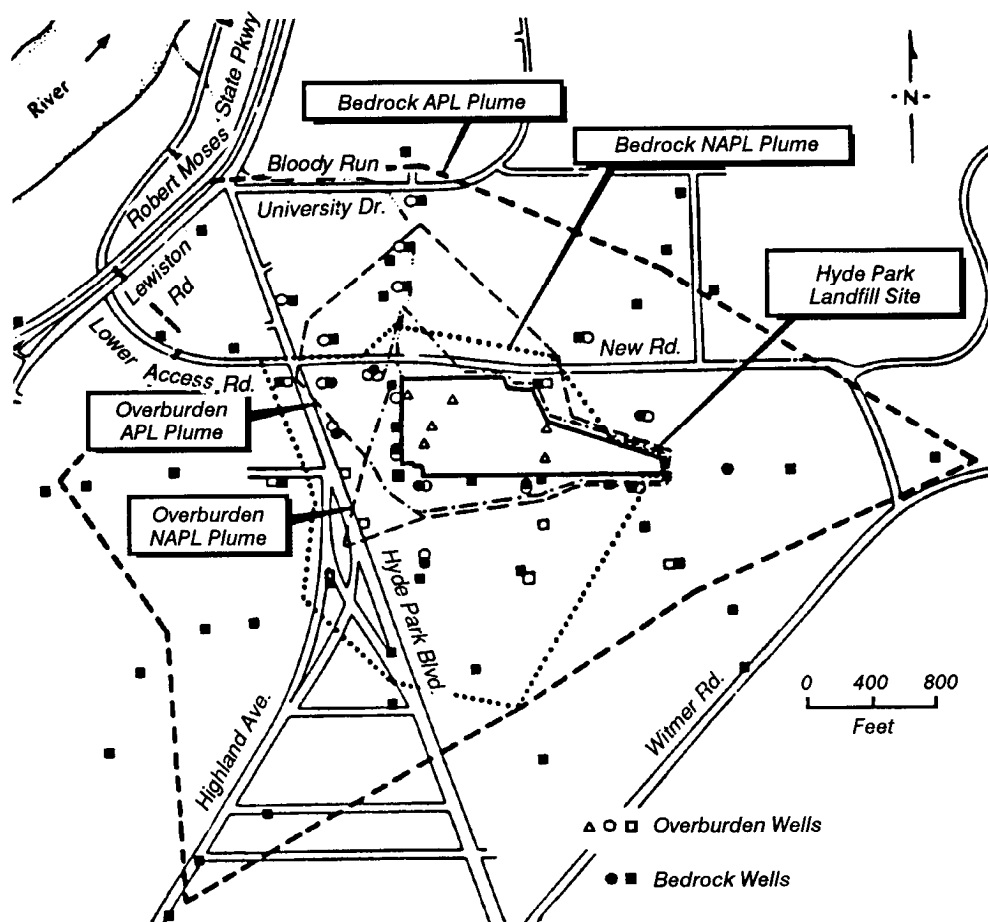 River
Robert Moses State Pkwy
Bedrock APL Plume
-N-
Bloody Run
Bedrock NAPL Plume
University Dr.
Lewiston
Rd
Hyde Park
Landfill Site
Lower
Access Rd.
New Rd.
Overburden
APL Plume
Overburden
NAPL Plume
Hyde Park Blvd.
Highland Ave.
Witmer Rd.
0 400 800
Feet
Overburden Wells
Bedrock Wells